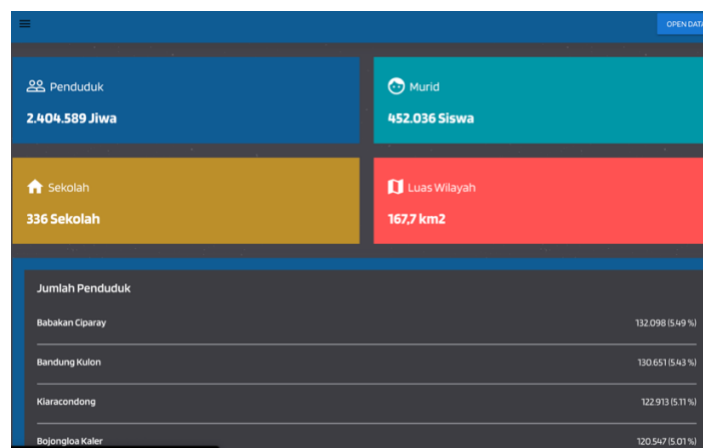 OPEN DATA
Penduduk
2.404.589 Jiwa
Murid
452.036 Siswa
Sekolah
336 Sekolah
Luas Wilayah
167,7 km2
Jumlah Penduduk
Babakan Ciparay 132.098 (5.49 %)
Bandung Kulon 130.651 (5.43 %)
Kiaracondong 122.913 (5.11 %)
Bojongloa Kaler 120.547 (5.01 %)